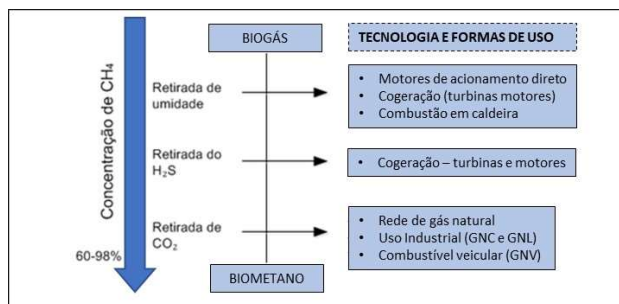 BIOGÁS
TECNOLOGIA E FORMAS DE USO
Concentração de CH₄
Retirada de
umidade
• Motores de acionamento direto
• Cogeração (turbinas motores)
• Combustão em caldeira
Retirada do
H₂S
• Cogeração – turbinas e motores
Retirada de
CO₂
• Rede de gás natural
• Uso Industrial (GNC e GNL)
• Combustível veicular (GNV)
60-98%
BIOMETANO